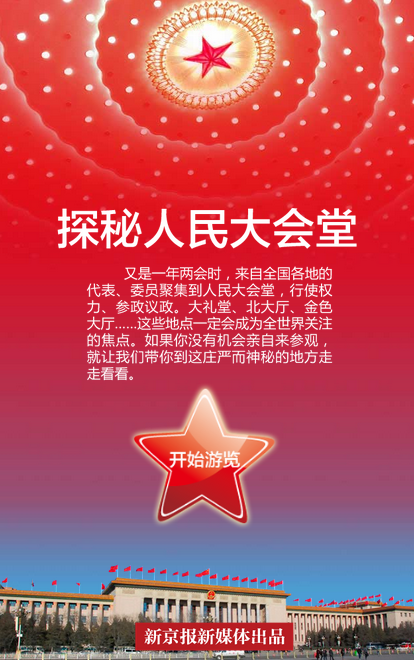 探秘人民大会堂
又是一年两会时，来自全国各地的
代表、委员聚集到人民大会堂，行使权
力、参政议政。大礼堂、北大厅、金色
大厅……这些地点一定会成为全世界关注
的焦点。如果你没有机会亲自来参观，
就让我们带你到这庄严而神秘的地方走
走看看。
开始游览
新京报新媒体出品